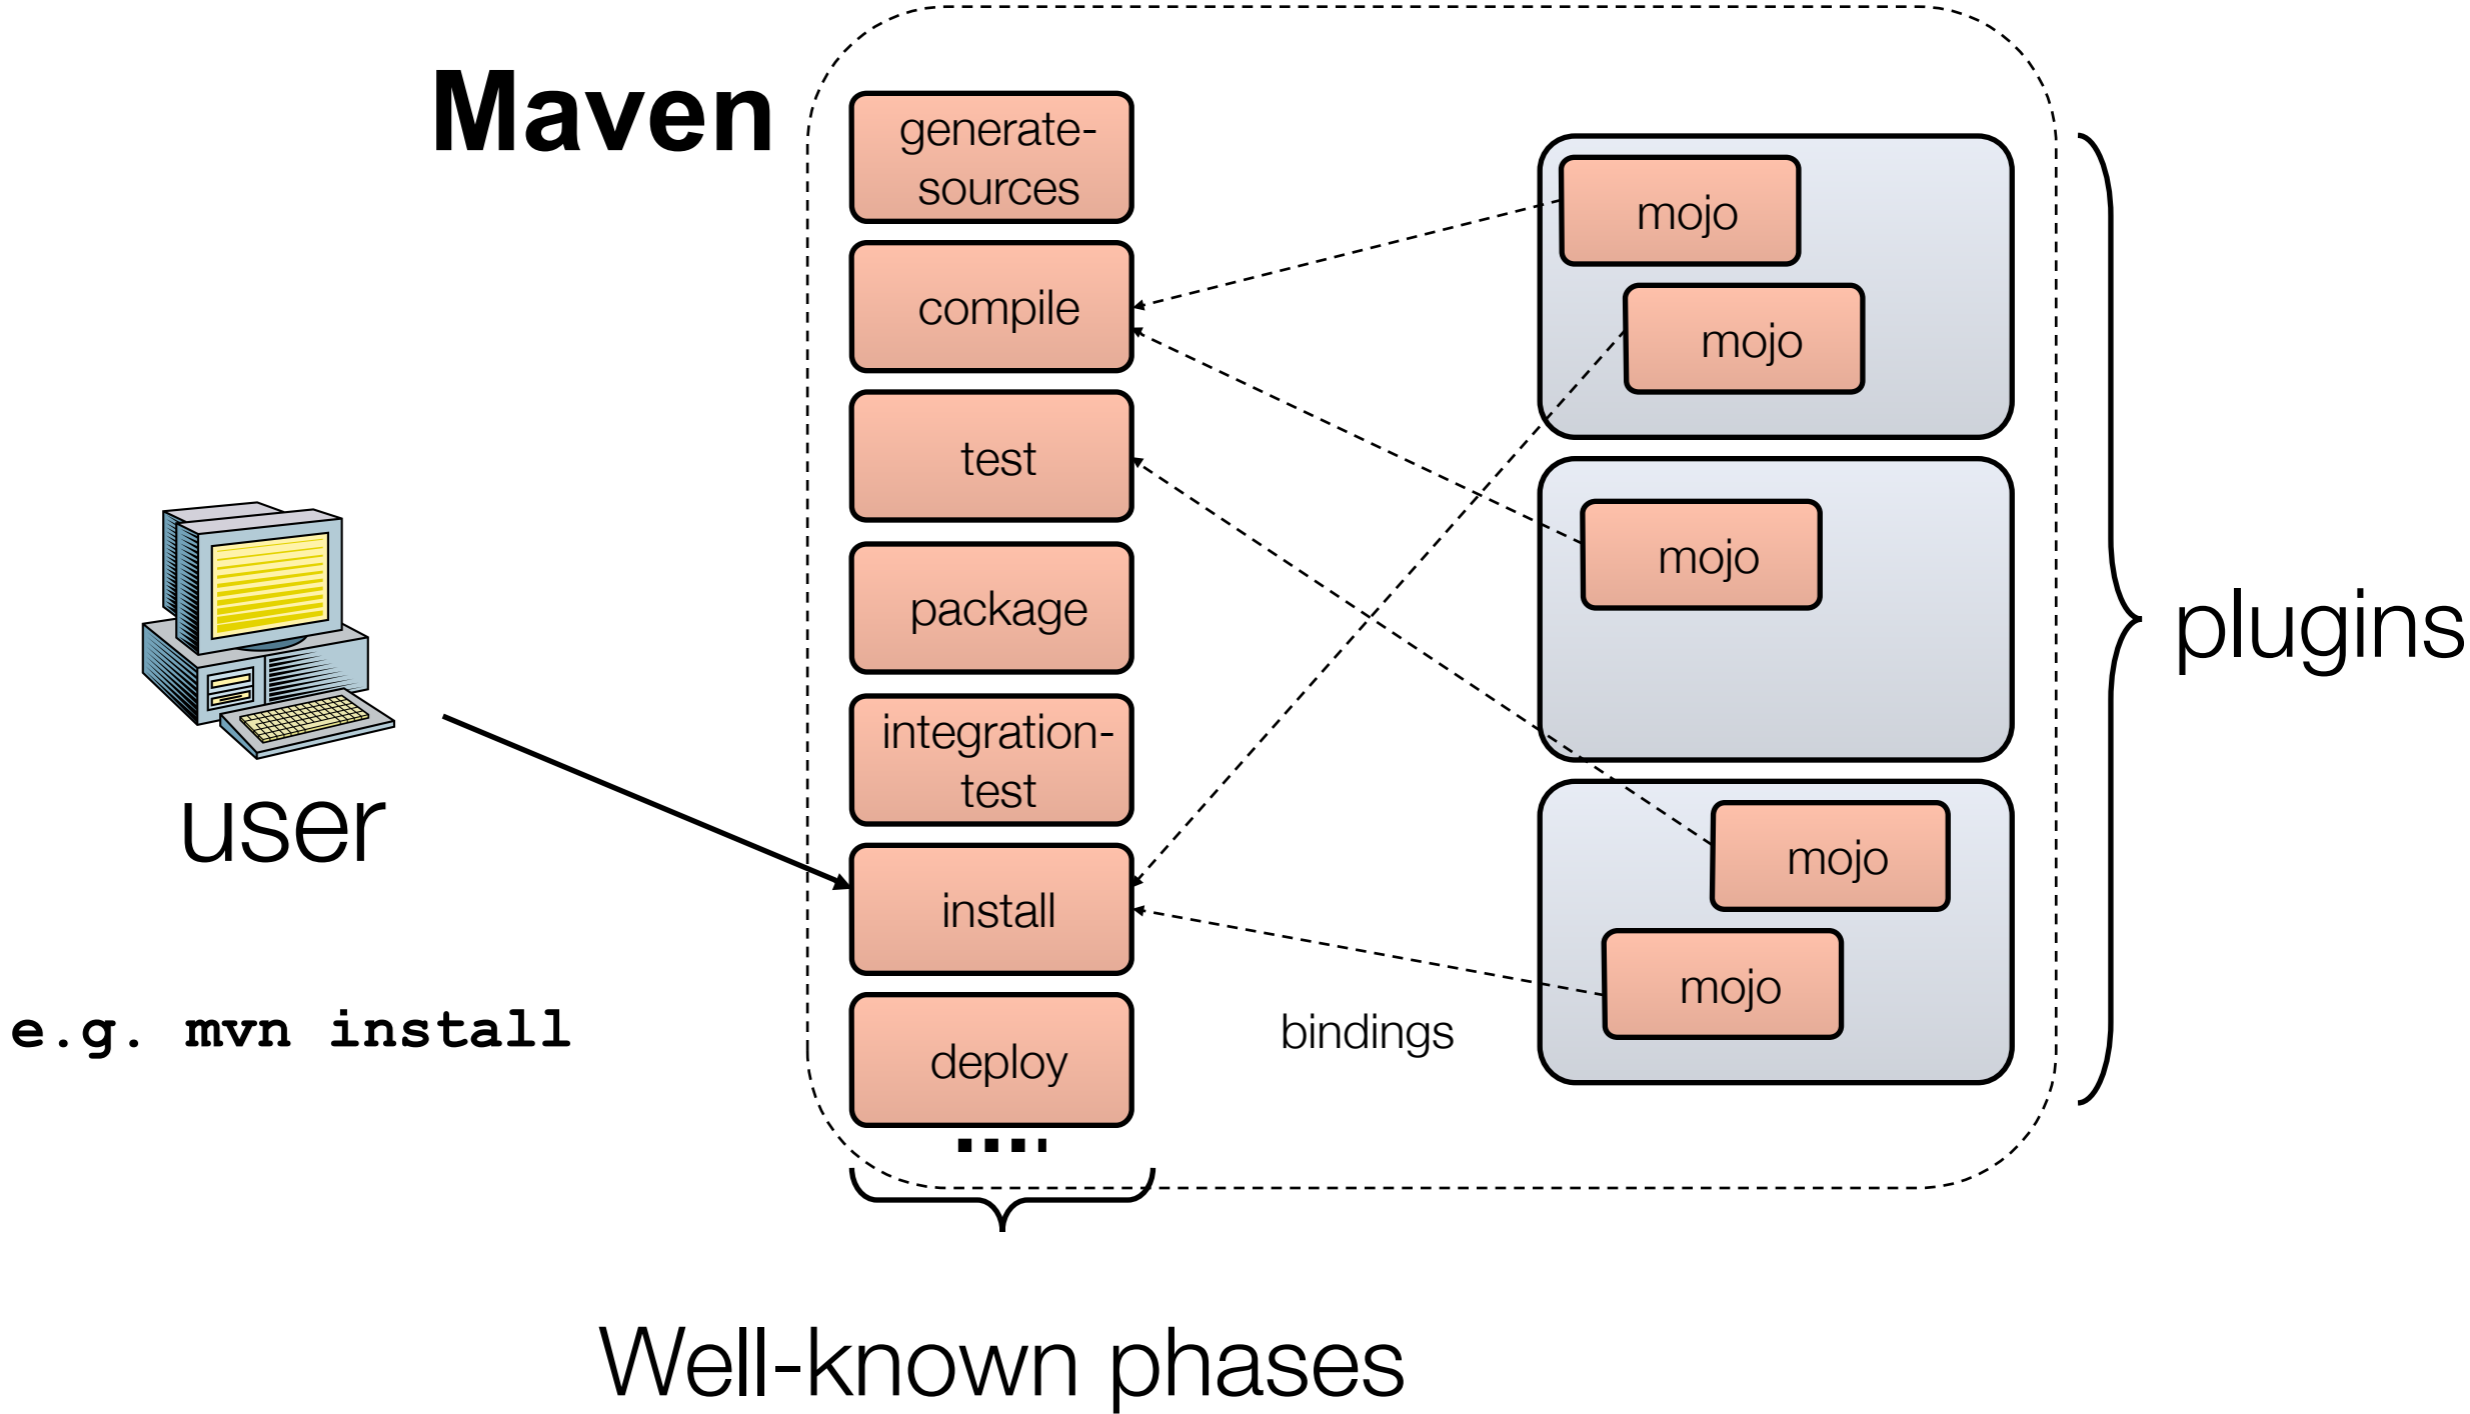 Maven
generate-
sources
compile
test
package
integration-
test
install
deploy
....
mojo
mojo
mojo
mojo
mojo
bindings
plugins
user
e.g. mvn install
Well-known phases